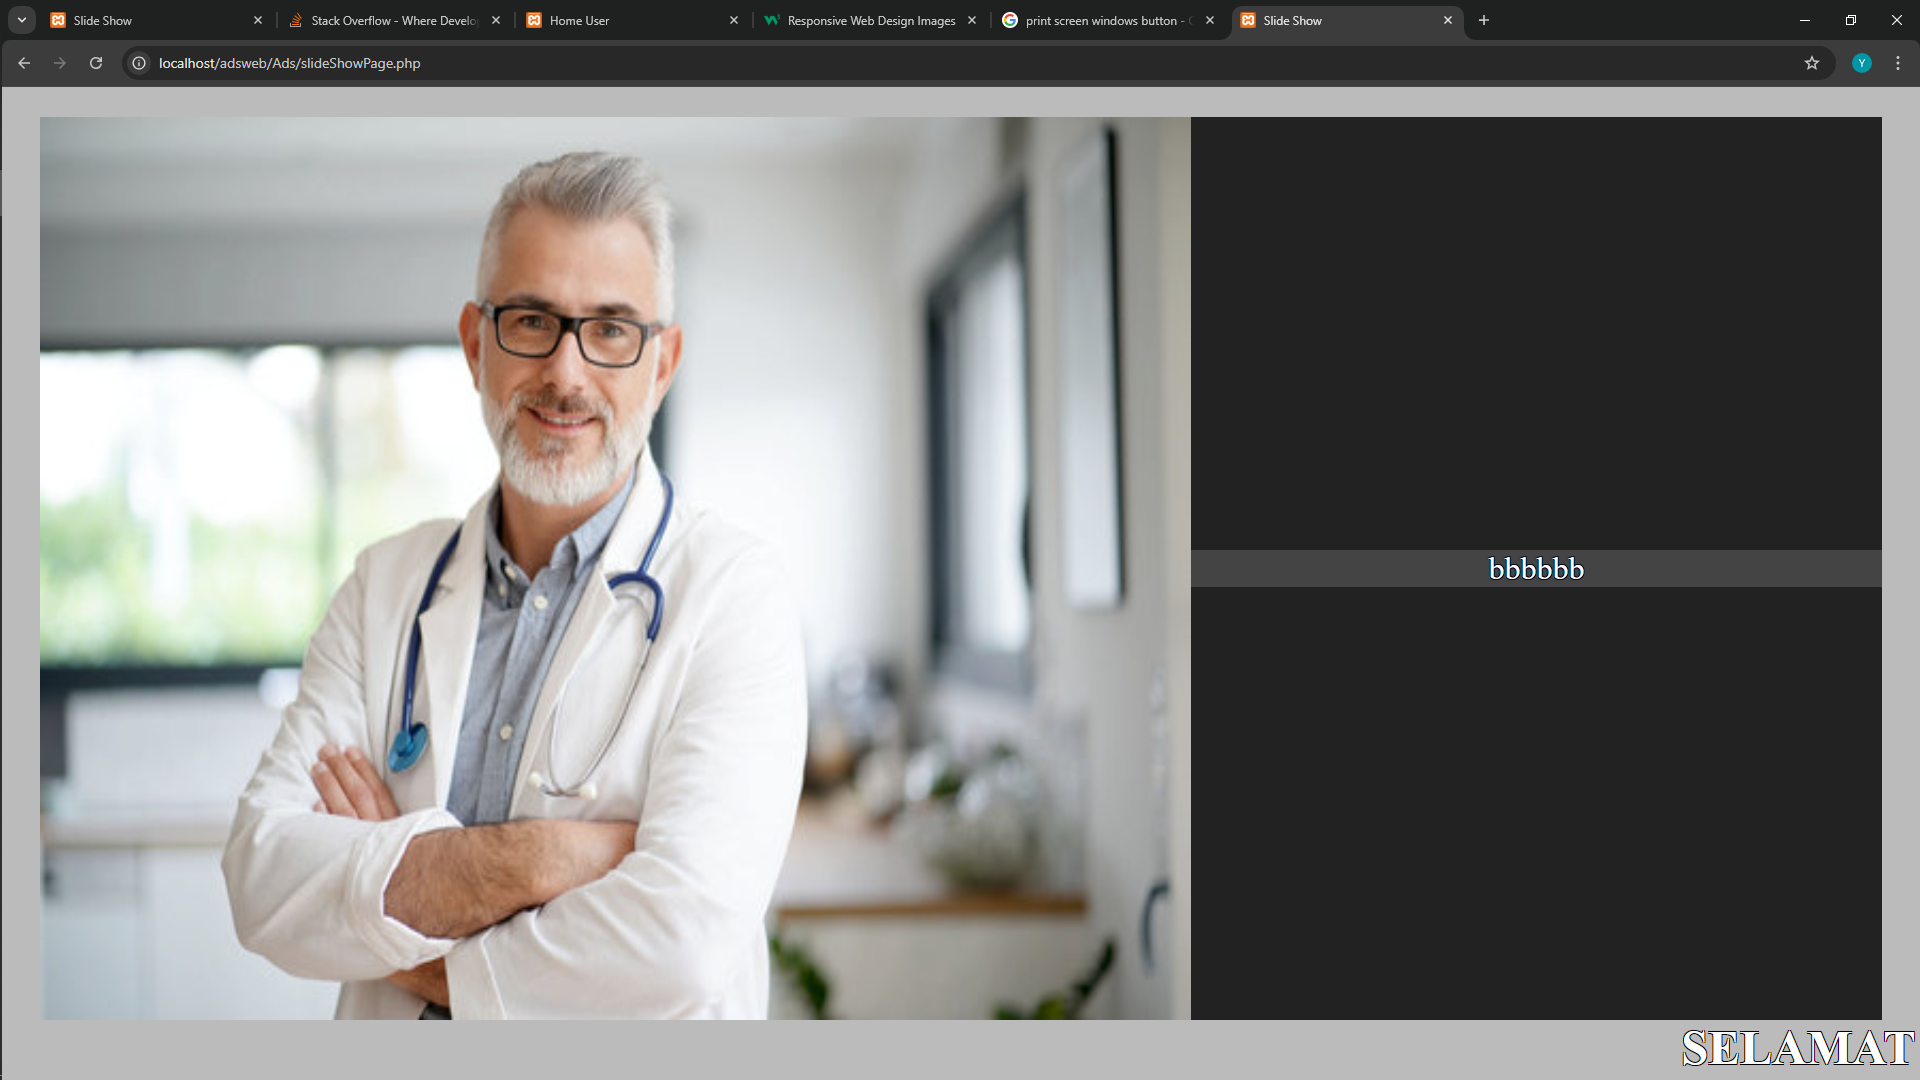 Slide Show
Stack Overflow - Where Develo
Home User
Responsive Web Design Images
print screen windows button -
Slide Show
localhost/adsweb/Ads/slideShowPage.php
Y
bbbbbb
SELAMAT